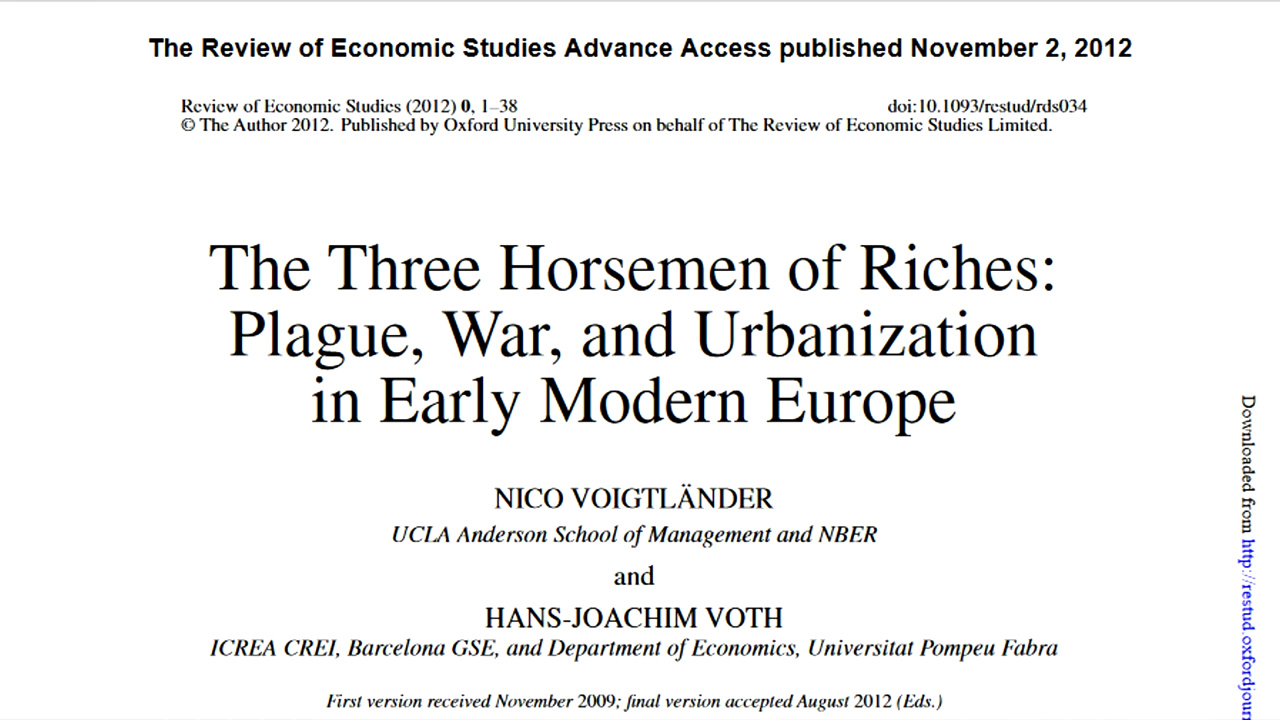 The Review of Economic Studies Advance Access published November 2, 2012
Review of Economic Studies (2012) 0, 1–38 doi:10.1093/restud/rds034
© The Author 2012. Published by Oxford University Press on behalf of The Review of Economic Studies Limited.
The Three Horsemen of Riches:
Plague, War, and Urbanization
in Early Modern Europe
NICO VOIGTLÄNDER
UCLA Anderson School of Management and NBER
and
HANS-JOACHIM VOTH
ICREA CREI, Barcelona GSE, and Department of Economics, Universitat Pompeu Fabra
First version received November 2009; final version accepted August 2012 (Eds.)
Downloaded from http://restud.oxfordjour